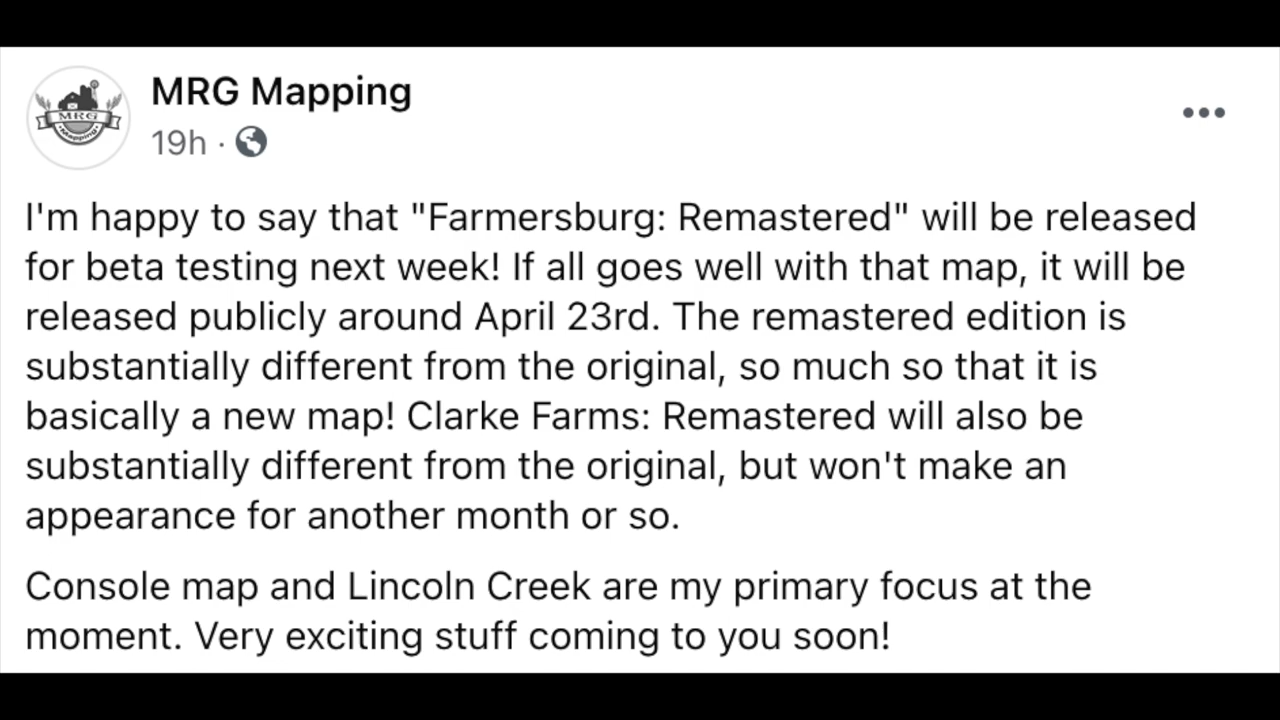 MRG
Mapping
MRG Mapping
19h ·
I'm happy to say that "Farmersburg: Remastered" will be released
for beta testing next week! If all goes well with that map, it will be
released publicly around April 23rd. The remastered edition is
substantially different from the original, so much so that it is
basically a new map! Clarke Farms: Remastered will also be
substantially different from the original, but won't make an
appearance for another month or so.
Console map and Lincoln Creek are my primary focus at the
moment. Very exciting stuff coming to you soon!